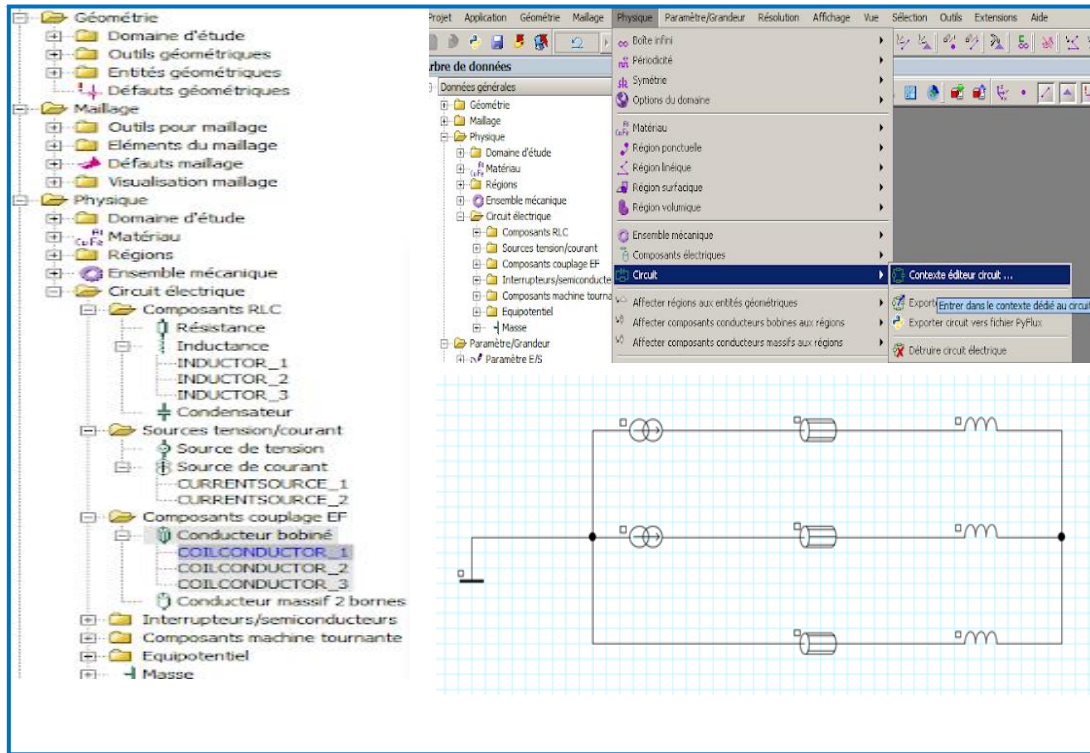 Géométrie
Domaine d'étude
Outils géométriques
Entités géométriques
Défauts géométriques
Maillage
Outils pour maillage
Eléments du maillage
Défauts maillage
Visualisation maillage
Physique
Domaine d'étude
Matériau
Régions
Ensemble mécanique
Circuit électrique
Composants RLC
Résistance
Inductance
INDUCTOR_1
INDUCTOR_2
INDUCTOR_3
Condensateur
Sources tension/courant
Source de tension
Source de courant
CURRENTSOURCE_1
CURRENTSOURCE_2
Composants couplage EF
Conducteur bobiné
COILCONDUCTOR_1
COILCONDUCTOR_2
COILCONDUCTOR_3
Conducteur massif 2 bornes
Interrupteurs/semiconducteurs
Composants machine tournante
Equipotentiel
Masse
Projet Application Géométrie Maillage Physique Paramètre/Grandeur Résolution Affichage Vue Sélection Outils Extensions Aide
rbre de données
Données générales
Géométrie
Maillage
Physique
Domaine d'étude
Matériau
Régions
Ensemble mécanique
Circuit électrique
Composants RLC
Sources tension/courant
Composants couplage EF
Interrupteurs/semiconducte
Composants machine tourna
Equipotentiel
Masse
Paramètre/Grandeur
Paramètre E/S
Boîte infini
Périodicité
Symétrie
Options du domaine
Matériau
Région ponctuelle
Région linéique
Région surfacique
Région volumique
Ensemble mécanique
Composants électriques
Circuit
Affecter régions aux entités géométriques
Affecter composants conducteurs bobines aux régions
Affecter composants conducteurs massifs aux régions
Contexte éditeur circuit ...
Exporte
Entrer dans le contexte dédié au circuit
Exporter circuit vers fichier PyFlux
Détruire circuit électrique